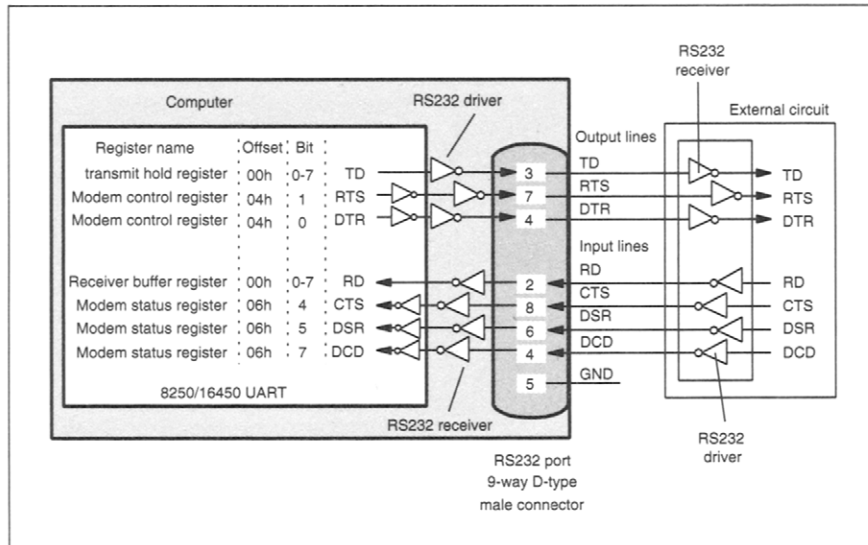 RS232
receiver
Computer
RS232 driver
External circuit
Output lines
Register name Offset Bit
transmit hold register 00h 0-7 TD 3 TD TD
Modem control register 04h 1 RTS 7 RTS RTS
Modem control register 04h 0 DTR 4 DTR DTR
Input lines
Receiver buffer register 00h 0-7 RD 2 RD RD
Modem status register 06h 4 CTS 8 CTS CTS
Modem status register 06h 5 DSR 6 DSR DSR
Modem status register 06h 7 DCD 4 DCD DCD
5 GND
8250/16450 UART
RS232 receiver
RS232
driver
RS232 port
9-way D-type
male connector